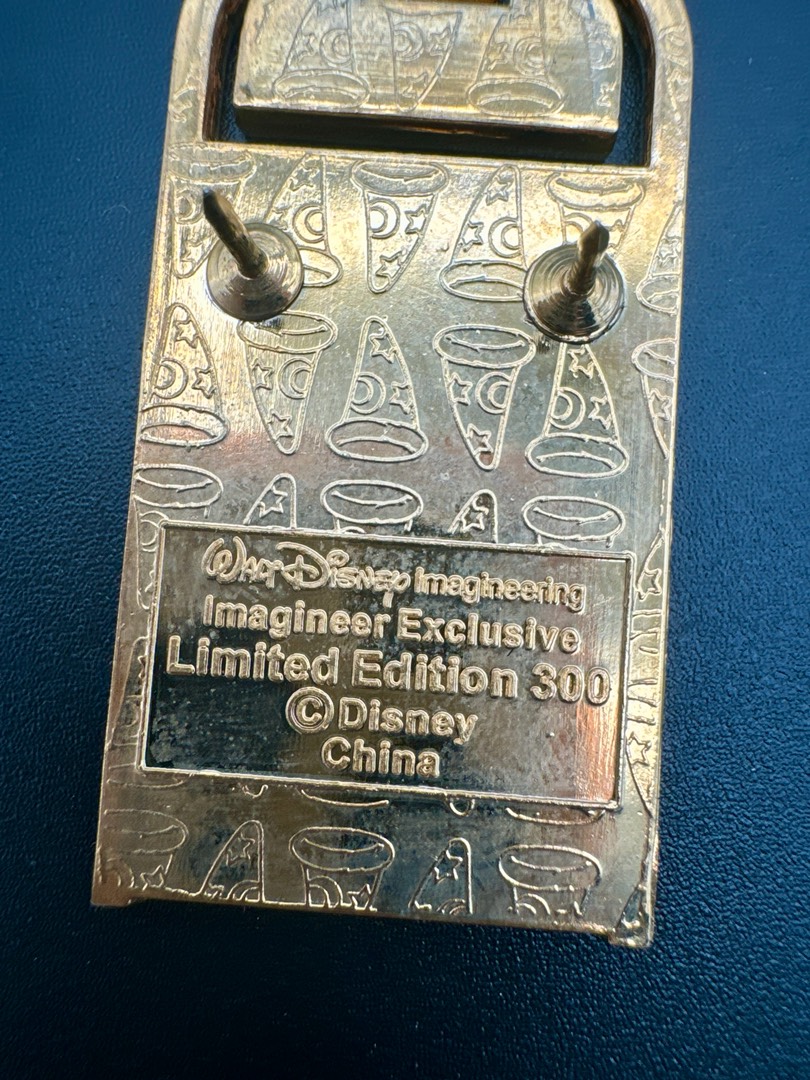 Walt Disney Imagineering
Imagineer Exclusive
Limited Edition 300
©Disney
China